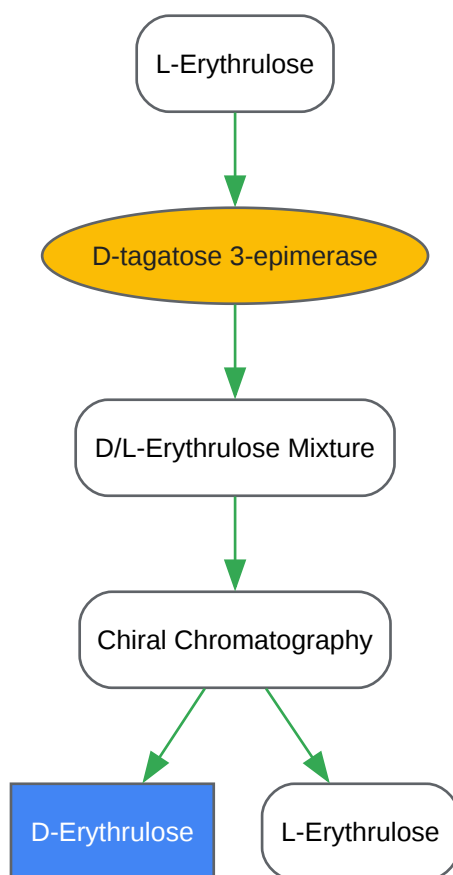 L-Erythrulose
D-tagatose 3-epimerase
D/L-Erythrulose Mixture
Chiral Chromatography
D-Erythrulose
L-Erythrulose